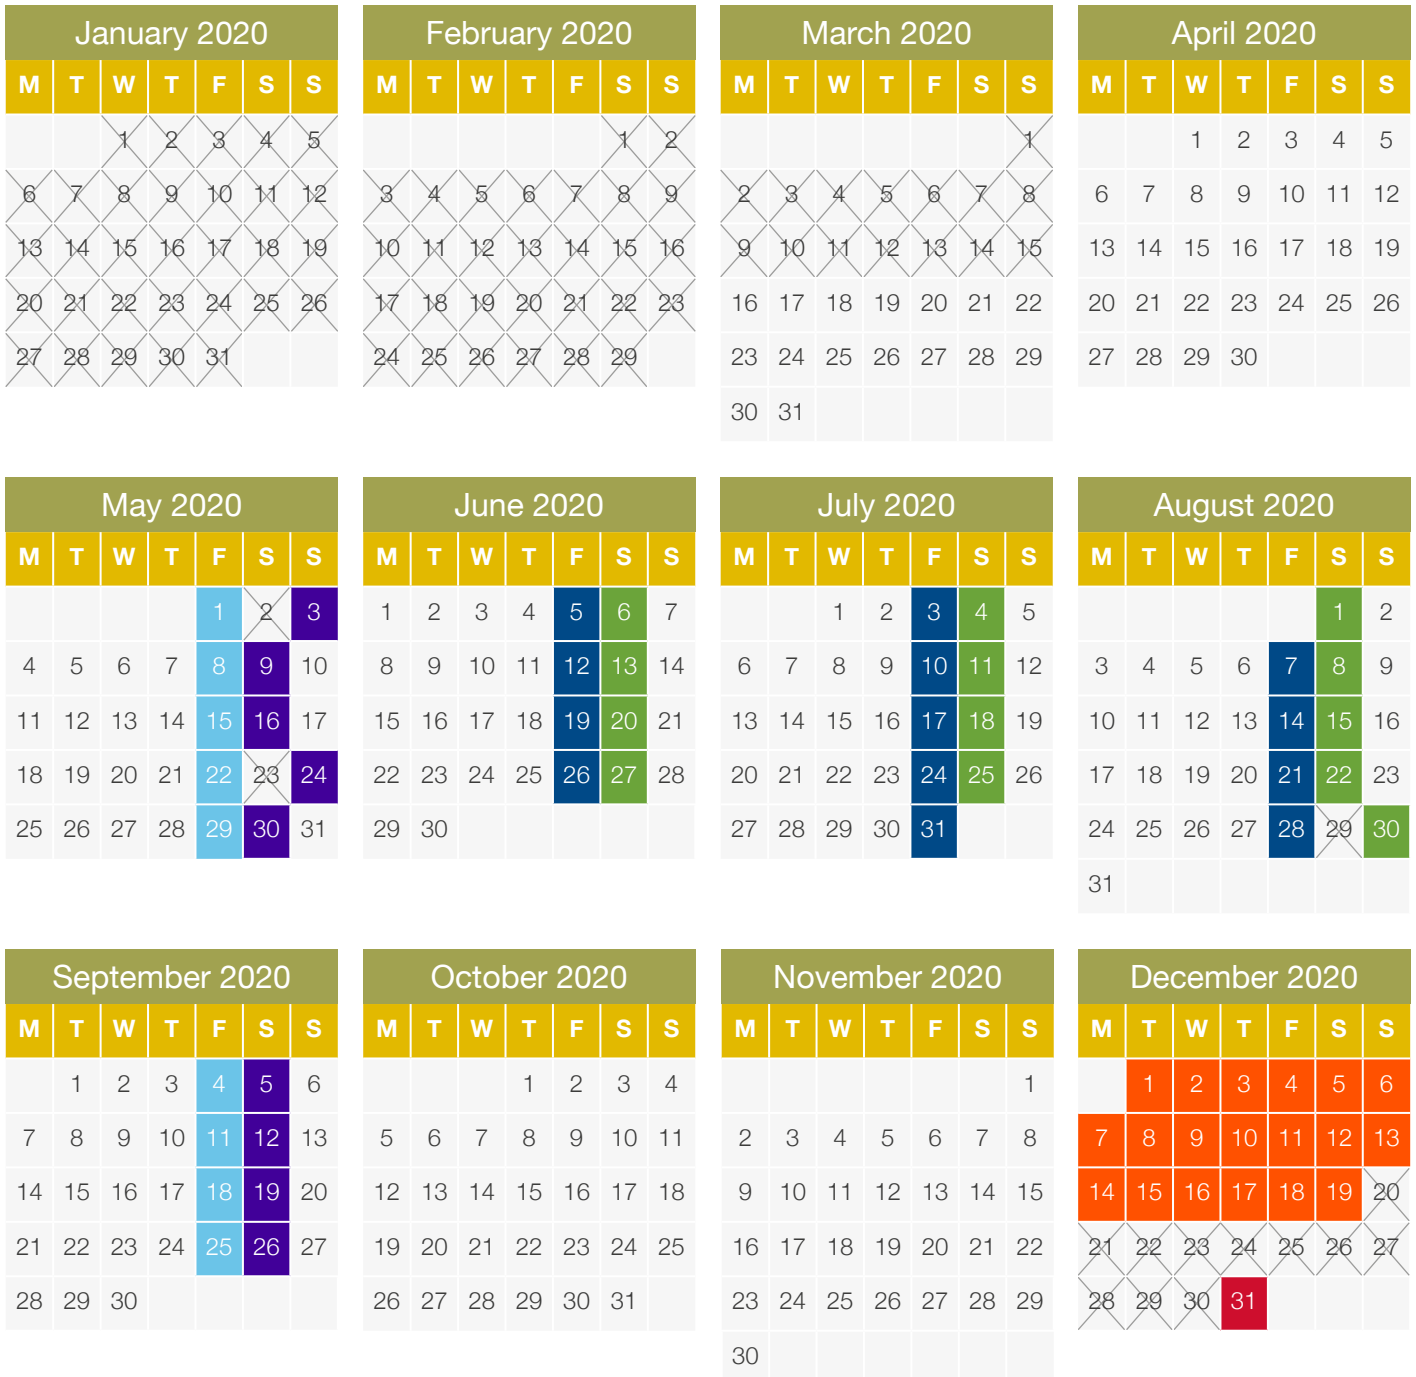 January 2020
M T W T F S S
1 2 3 4 5
6 7 8 9 10 11 12
13 14 15 16 17 18 19
20 21 22 23 24 25 26
27 28 29 30 31
February 2020
M T W T F S S
1 2
3 4 5 6 7 8 9
10 11 12 13 14 15 16
17 18 19 20 21 22 23
24 25 26 27 28 29
March 2020
M T W T F S S
1
2 3 4 5 6 7 8
9 10 11 12 13 14 15
16 17 18 19 20 21 22
23 24 25 26 27 28 29
30 31
April 2020
M T W T F S S
1 2 3 4 5
6 7 8 9 10 11 12
13 14 15 16 17 18 19
20 21 22 23 24 25 26
27 28 29 30
May 2020
M T W T F S S
1 2 3
4 5 6 7 8 9 10
11 12 13 14 15 16 17
18 19 20 21 22 23 24
25 26 27 28 29 30 31
June 2020
M T W T F S S
1 2 3 4 5 6 7
8 9 10 11 12 13 14
15 16 17 18 19 20 21
22 23 24 25 26 27 28
29 30
July 2020
M T W T F S S
1 2 3 4 5
6 7 8 9 10 11 12
13 14 15 16 17 18 19
20 21 22 23 24 25 26
27 28 29 30 31
August 2020
M T W T F S S
1 2
3 4 5 6 7 8 9
10 11 12 13 14 15 16
17 18 19 20 21 22 23
24 25 26 27 28 29 30
31
September 2020
M T W T F S S
1 2 3 4 5 6
7 8 9 10 11 12 13
14 15 16 17 18 19 20
21 22 23 24 25 26 27
28 29 30
October 2020
M T W T F S S
1 2 3 4
5 6 7 8 9 10 11
12 13 14 15 16 17 18
19 20 21 22 23 24 25
26 27 28 29 30 31
November 2020
M T W T F S S
1
2 3 4 5 6 7 8
9 10 11 12 13 14 15
16 17 18 19 20 21 22
23 24 25 26 27 28 29
30
December 2020
M T W T F S S
1 2 3 4 5 6
7 8 9 10 11 12 13
14 15 16 17 18 19 20
21 22 23 24 25 26 27
28 29 30 31